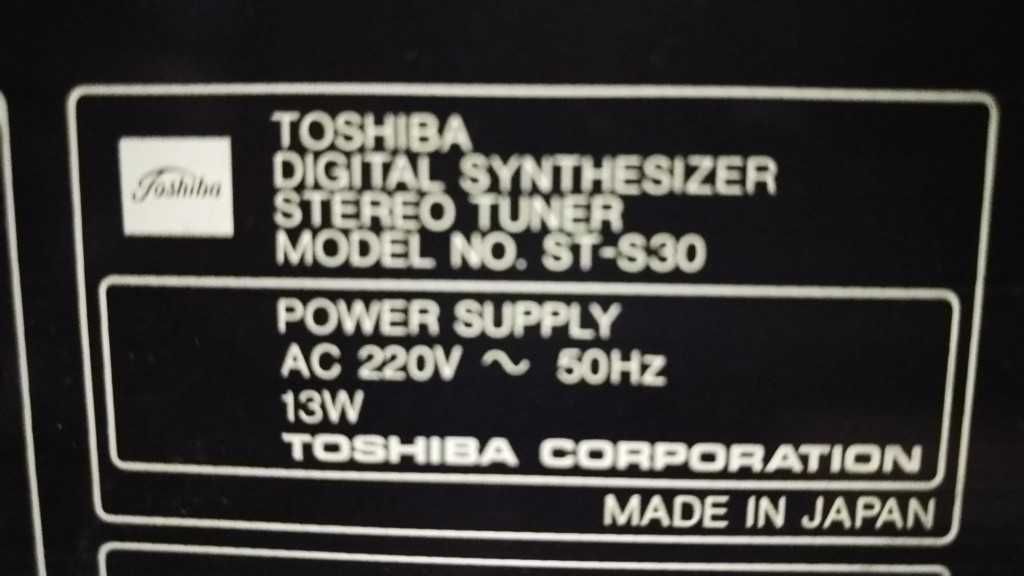 Toshiba
TOSHIBA
DIGITAL SYNTHESIZER
STEREO TUNER
MODEL NO. ST-S30
POWER SUPPLY
AC 220V ~ 50Hz
13W
TOSHIBA CORPORATION
MADE IN JAPAN